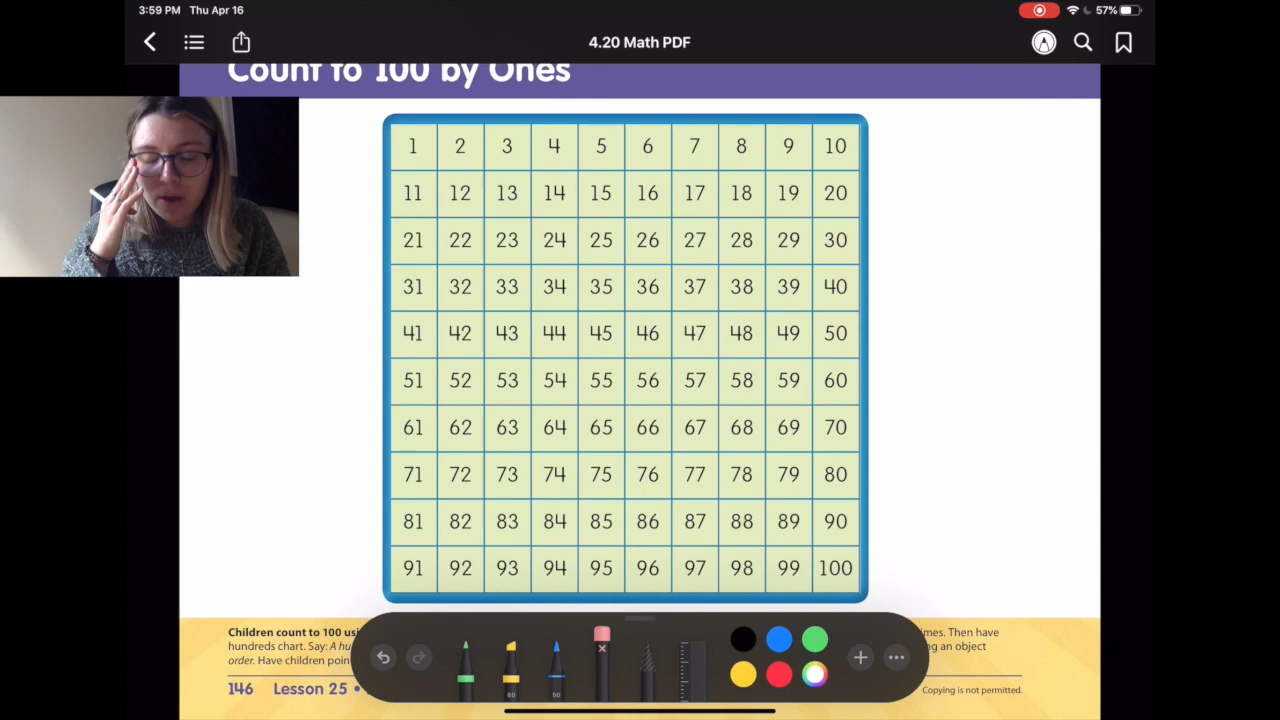 3:59 PM Thu Apr 16
57%
4.20 Math PDF
Count to 100 by Ones
1 2 3 4 5 6 7 8 9 10
11 12 13 14 15 16 17 18 19 20
21 22 23 24 25 26 27 28 29 30
31 32 33 34 35 36 37 38 39 40
41 42 43 44 45 46 47 48 49 50
51 52 53 54 55 56 57 58 59 60
61 62 63 64 65 66 67 68 69 70
71 72 73 74 75 76 77 78 79 80
81 82 83 84 85 86 87 88 89 90
91 92 93 94 95 96 97 98 99 100
Children count to 100 Then have
hundreds chart. Say: A an object
order. Have children
80 50
146 Lesson 25 • Copying is not permitted.